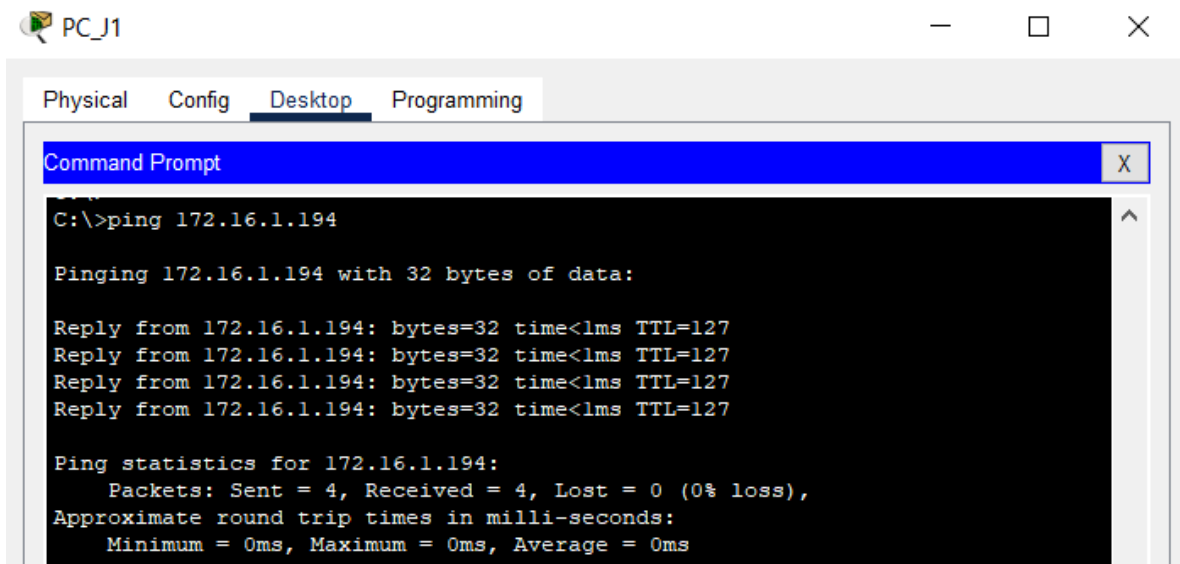 PC_J1
Physical Config Desktop Programming
Command Prompt X
C:\>ping 172.16.1.194
Pinging 172.16.1.194 with 32 bytes of data:
Reply from 172.16.1.194: bytes=32 time<1ms TTL=127
Reply from 172.16.1.194: bytes=32 time<1ms TTL=127
Reply from 172.16.1.194: bytes=32 time<1ms TTL=127
Reply from 172.16.1.194: bytes=32 time<1ms TTL=127
Ping statistics for 172.16.1.194:
Packets: Sent = 4, Received = 4, Lost = 0 (0% loss),
Approximate round trip times in milli-seconds:
Minimum = 0ms, Maximum = 0ms, Average = 0ms